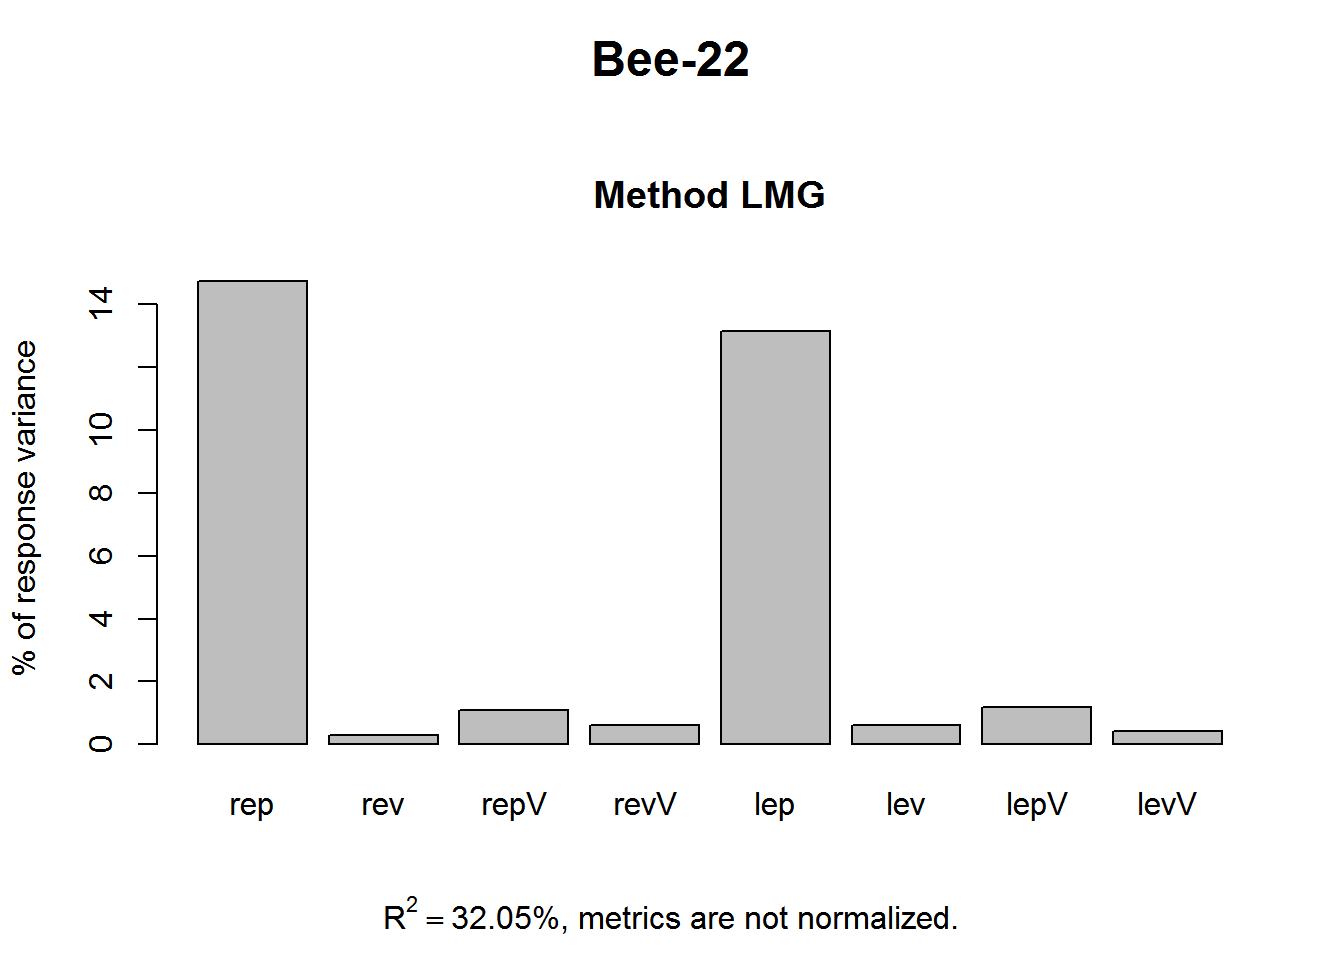 Bee-22
Method LMG
% of response variance
14
10
8
6
4
2
0
rep rev repV revV lep lev lepV levV
R² = 32.05%, metrics are not normalized.